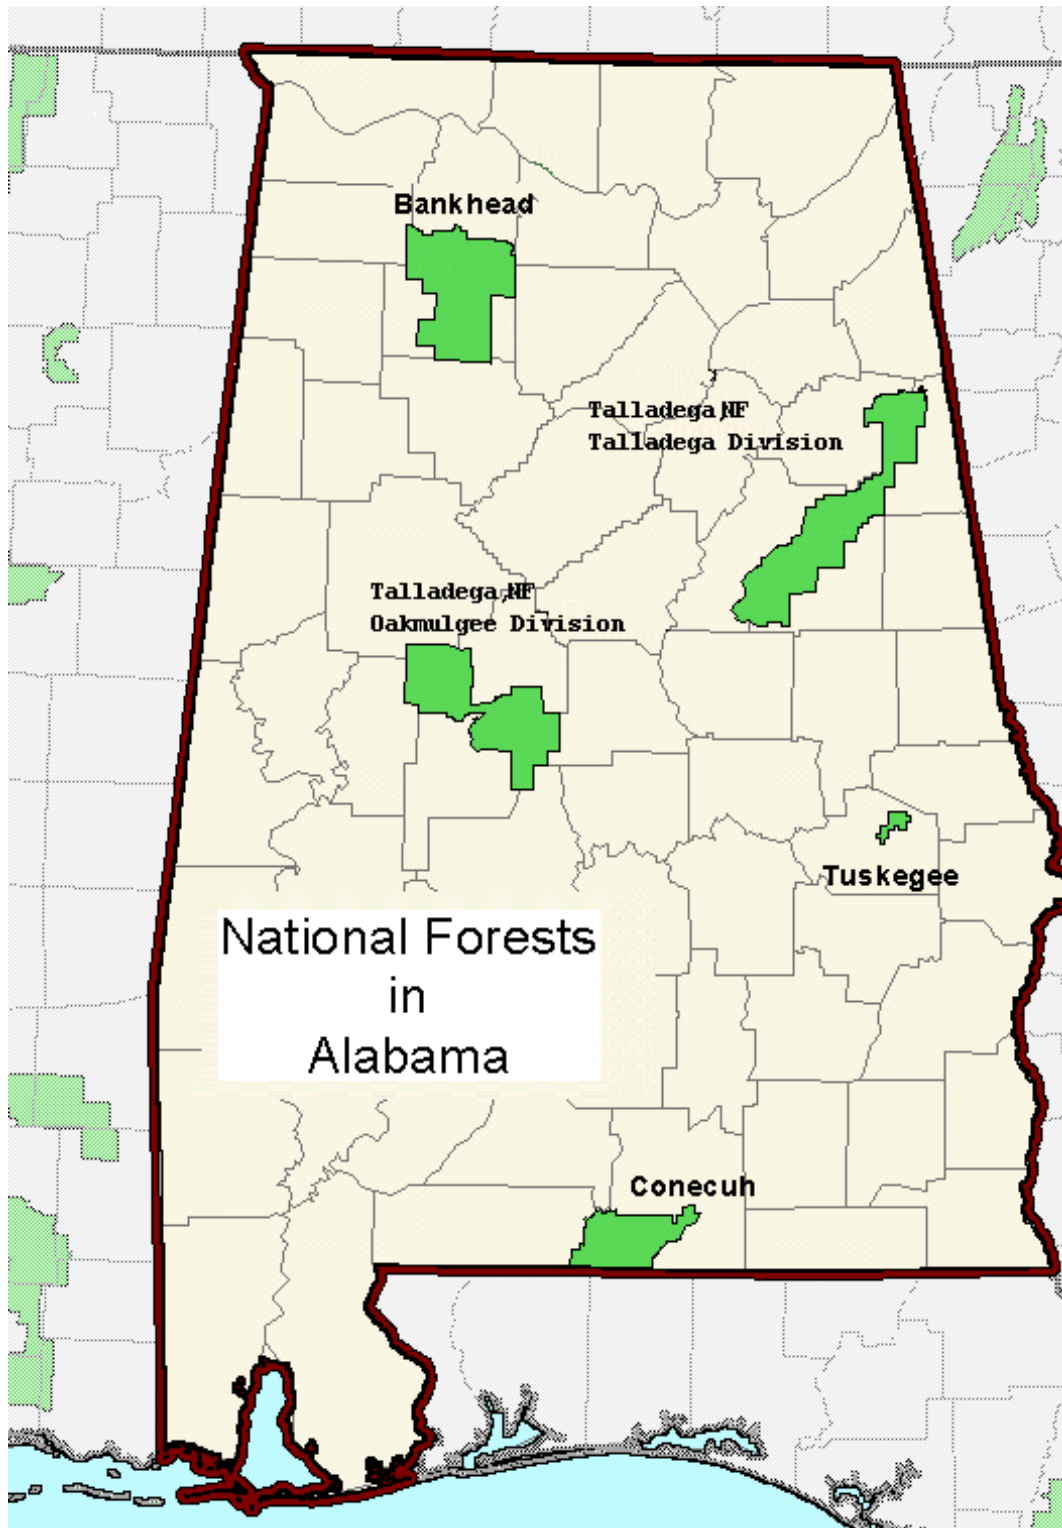 Bankhead
Talladega,NF
Talladega Division
Talladega,NF
Oakmulgee Division
Tuskegee
National Forests
in
Alabama
Conecuh